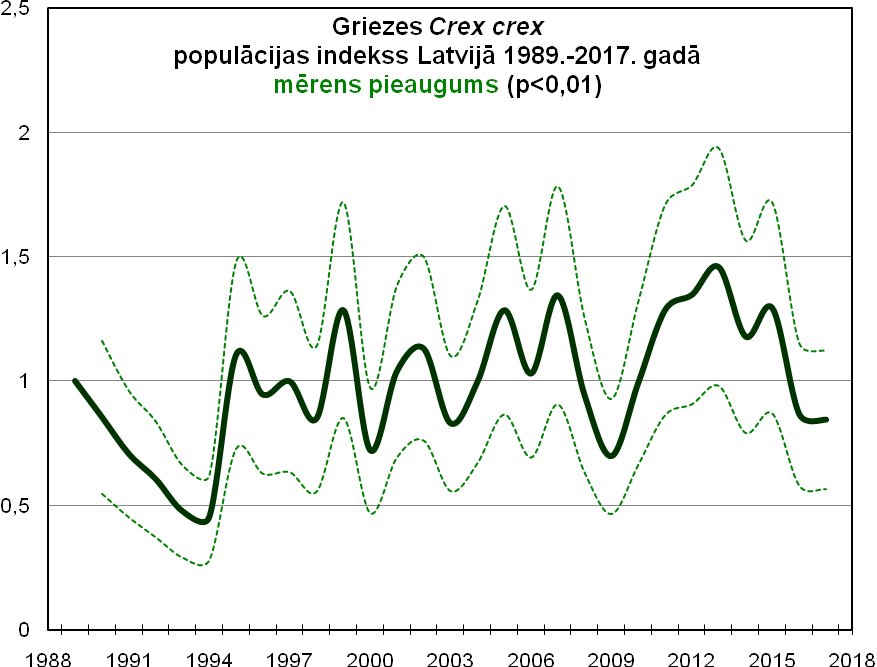 Griezes Crex crex
populācijas indekss Latvijā 1989.-2017. gadā
mērens pieaugums (p<0,01)
2,5
2
1,5
1
0,5
0
1988 1991 1994 1997 2000 2003 2006 2009 2012 2015 2018